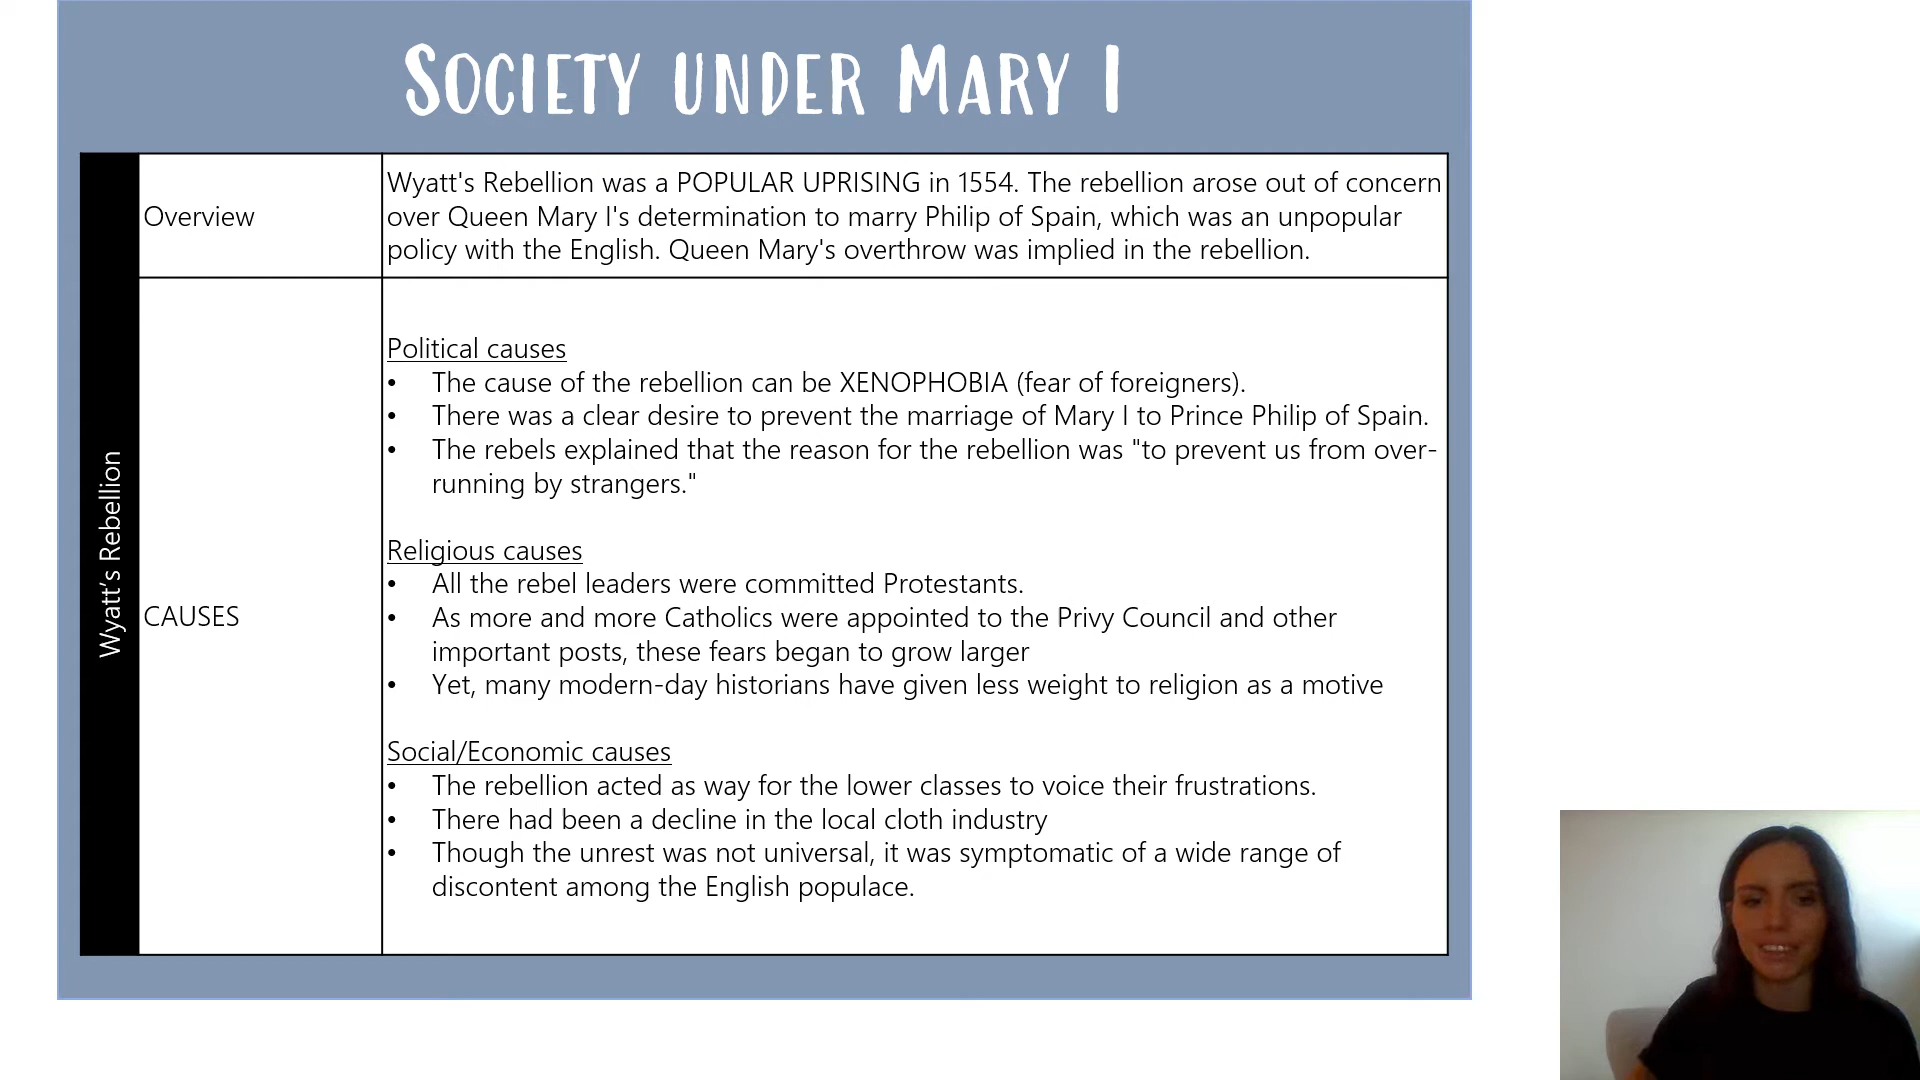 SOCIETY UNDER MARY I
Wyatt's Rebellion
Overview
Wyatt's Rebellion was a POPULAR UPRISING in 1554. The rebellion arose out of concern
over Queen Mary I's determination to marry Philip of Spain, which was an unpopular
policy with the English. Queen Mary's overthrow was implied in the rebellion.
CAUSES
Political causes
• The cause of the rebellion can be XENOPHOBIA (fear of foreigners).
• There was a clear desire to prevent the marriage of Mary I to Prince Philip of Spain.
• The rebels explained that the reason for the rebellion was "to prevent us from over-
running by strangers."
Religious causes
• All the rebel leaders were committed Protestants.
• As more and more Catholics were appointed to the Privy Council and other
important posts, these fears began to grow larger
• Yet, many modern-day historians have given less weight to religion as a motive
Social/Economic causes
• The rebellion acted as way for the lower classes to voice their frustrations.
• There had been a decline in the local cloth industry
• Though the unrest was not universal, it was symptomatic of a wide range of
discontent among the English populace.